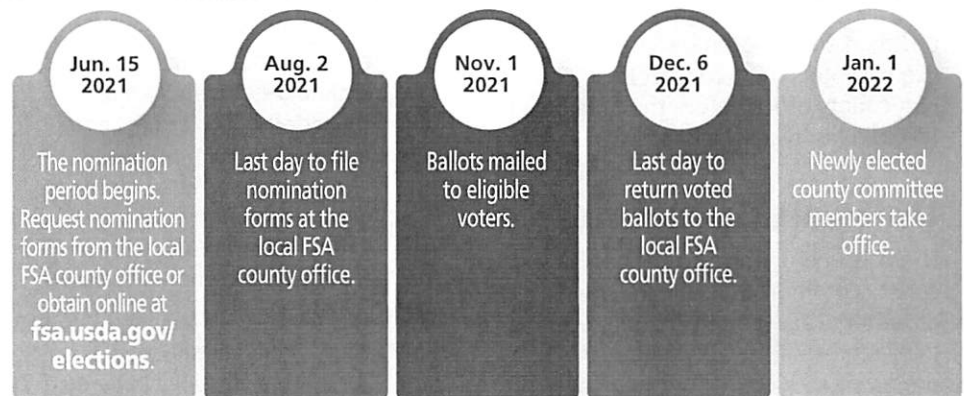 Jun. 15
2021
The nomination
period begins.
Request nomination
forms from the local
FSA county office or
obtain online at
fsa.usda.gov/
elections.
Aug. 2
2021
Last day to file
nomination
forms at the
local FSA
county office.
Nov. 1
2021
Ballots mailed
to eligible
voters.
Dec. 6
2021
Last day to
return voted
ballots to the
local FSA
county office.
Jan. 1
2022
Newly elected
county committee
members take
office.